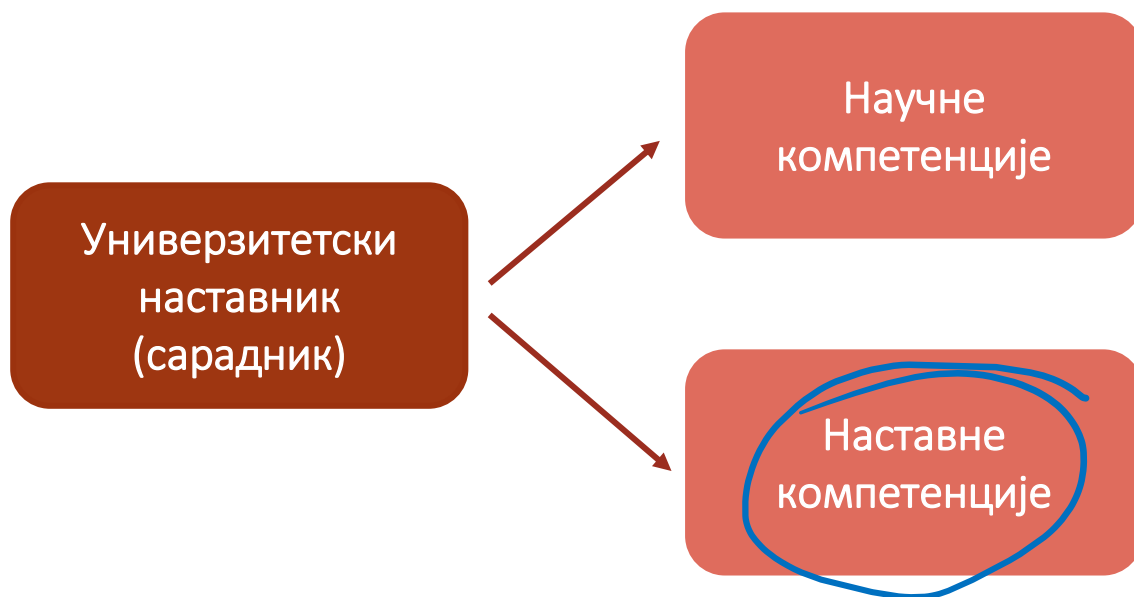 Универзитетски
наставник
(сарадник)
Научне
компетенције
Наставне
компетенције